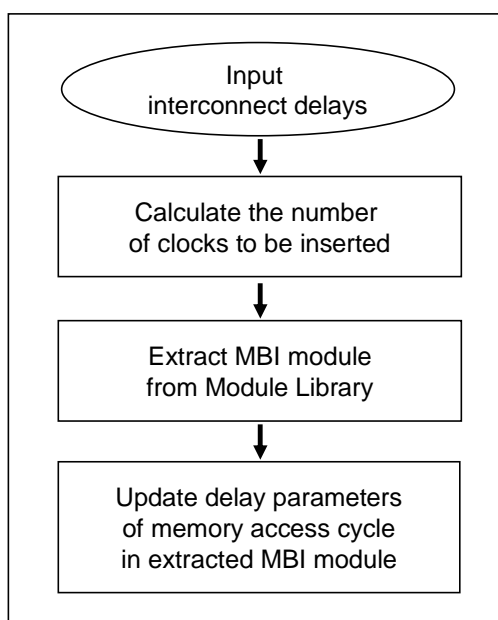 Input
interconnect delays
Calculate the number
of clocks to be inserted
Extract MBI module
from Module Library
Update delay parameters
of memory access cycle
in extracted MBI module